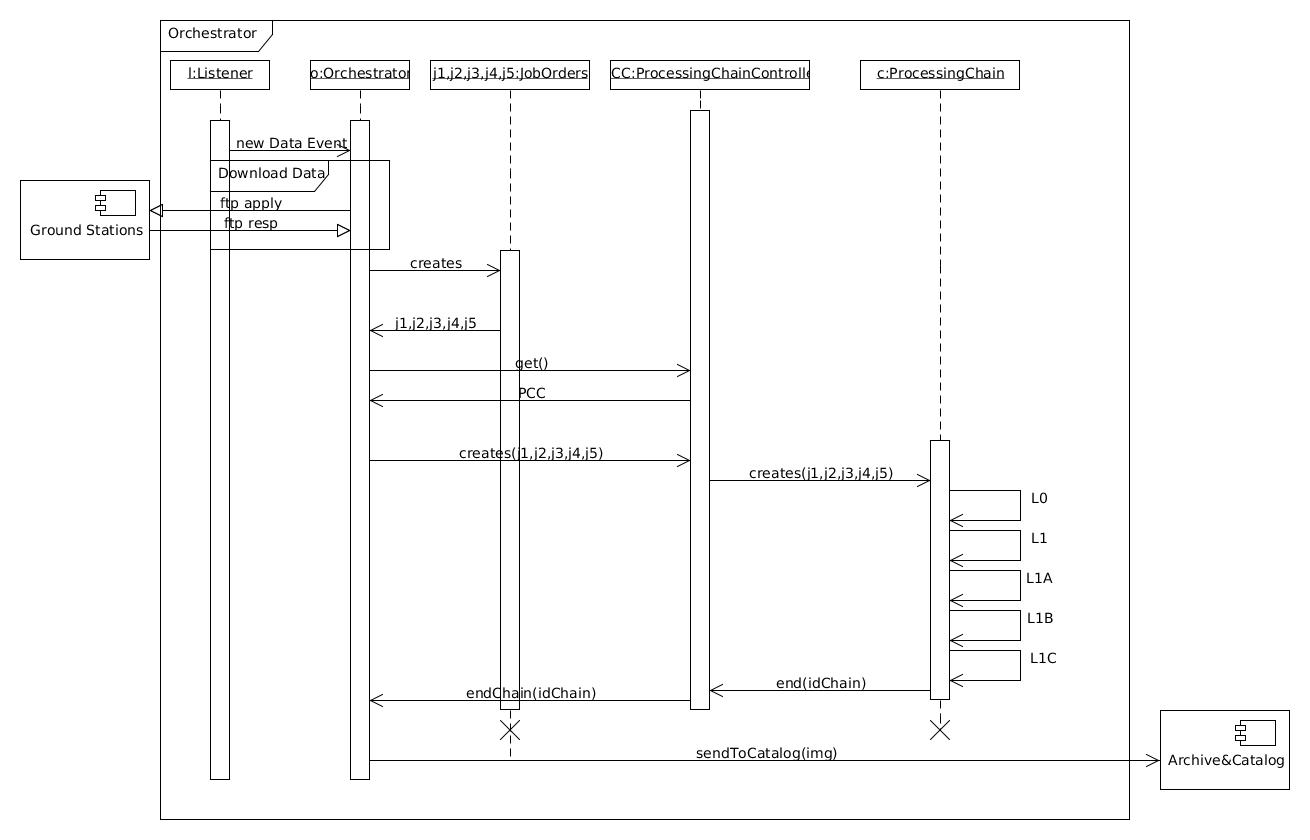 Orchestrator
l:Listener
o:Orchestrator
j1,j2,j3,j4,j5:JobOrders
CC:ProcessingChainControlle
c:ProcessingChain
new Data Event
Download Data
ftp apply
ftp resp
Ground Stations
creates
j1,j2,j3,j4,j5
get()
PCC
creates(j1,j2,j3,j4,j5)
creates(j1,j2,j3,j4,j5)
L0
L1
L1A
L1B
L1C
end(idChain)
endChain(idChain)
sendToCatalog(img)
Archive&Catalog